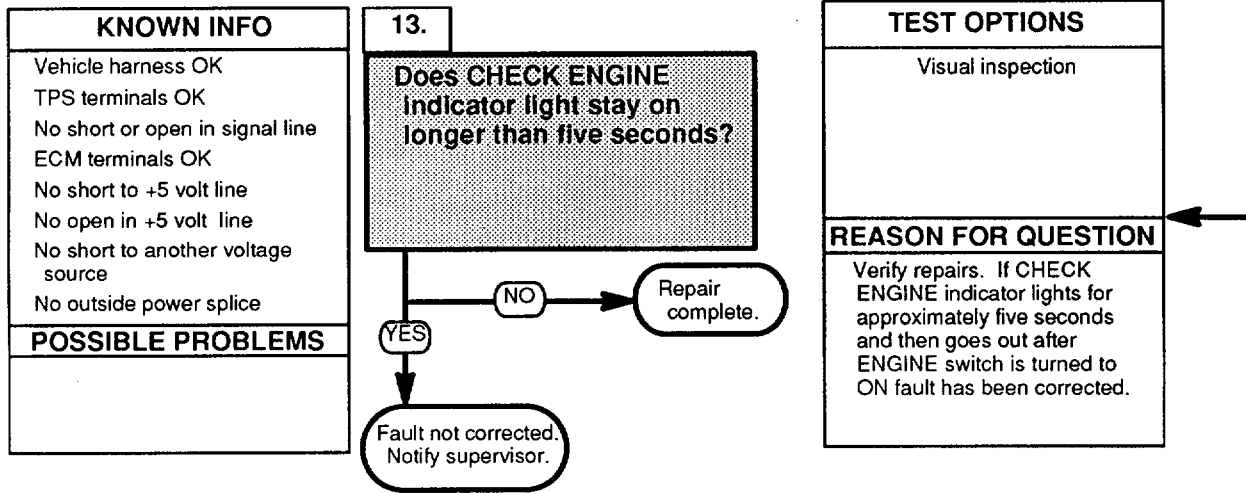 KNOWN INFO
Vehicle harness OK
TPS terminals OK
No short or open in signal line
ECM terminals OK
No short to +5 volt line
No open in +5 volt line
No short to another voltage
source
No outside power splice
POSSIBLE PROBLEMS
13.
Does CHECK ENGINE
indicator light stay on
longer than five seconds?
NO
Repair
complete.
YES
Fault not corrected.
Notify supervisor.
TEST OPTIONS
Visual inspection
REASON FOR QUESTION
Verify repairs. If CHECK
ENGINE indicator lights for
approximately five seconds
and then goes out after
ENGINE switch is turned to
ON fault has been corrected.